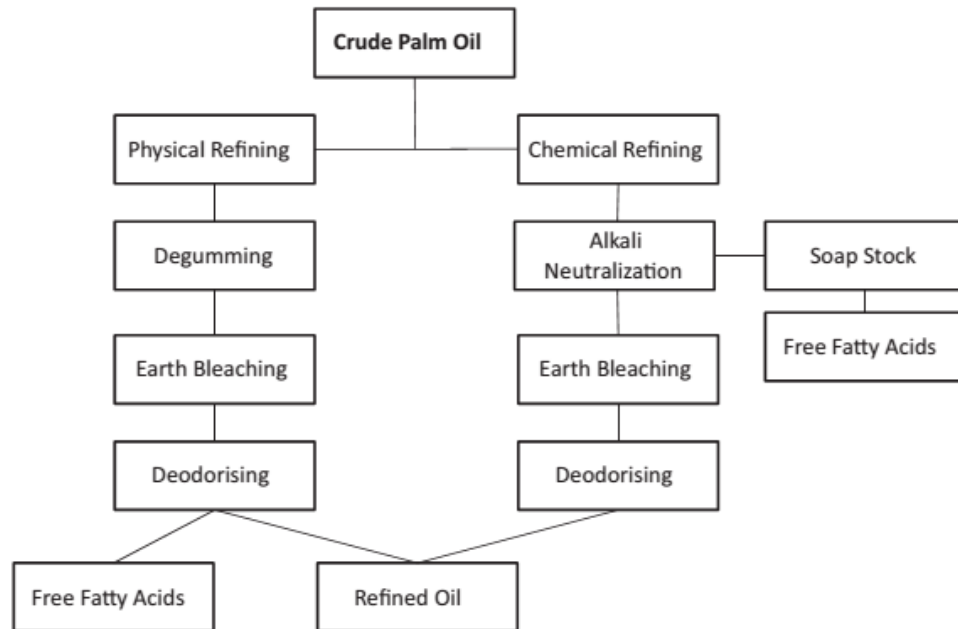 Crude Palm Oil
Physical Refining
Chemical Refining
Degumming
Alkali
Neutralization
Soap Stock
Earth Bleaching
Earth Bleaching
Free Fatty Acids
Deodorising
Deodorising
Free Fatty Acids
Refined Oil